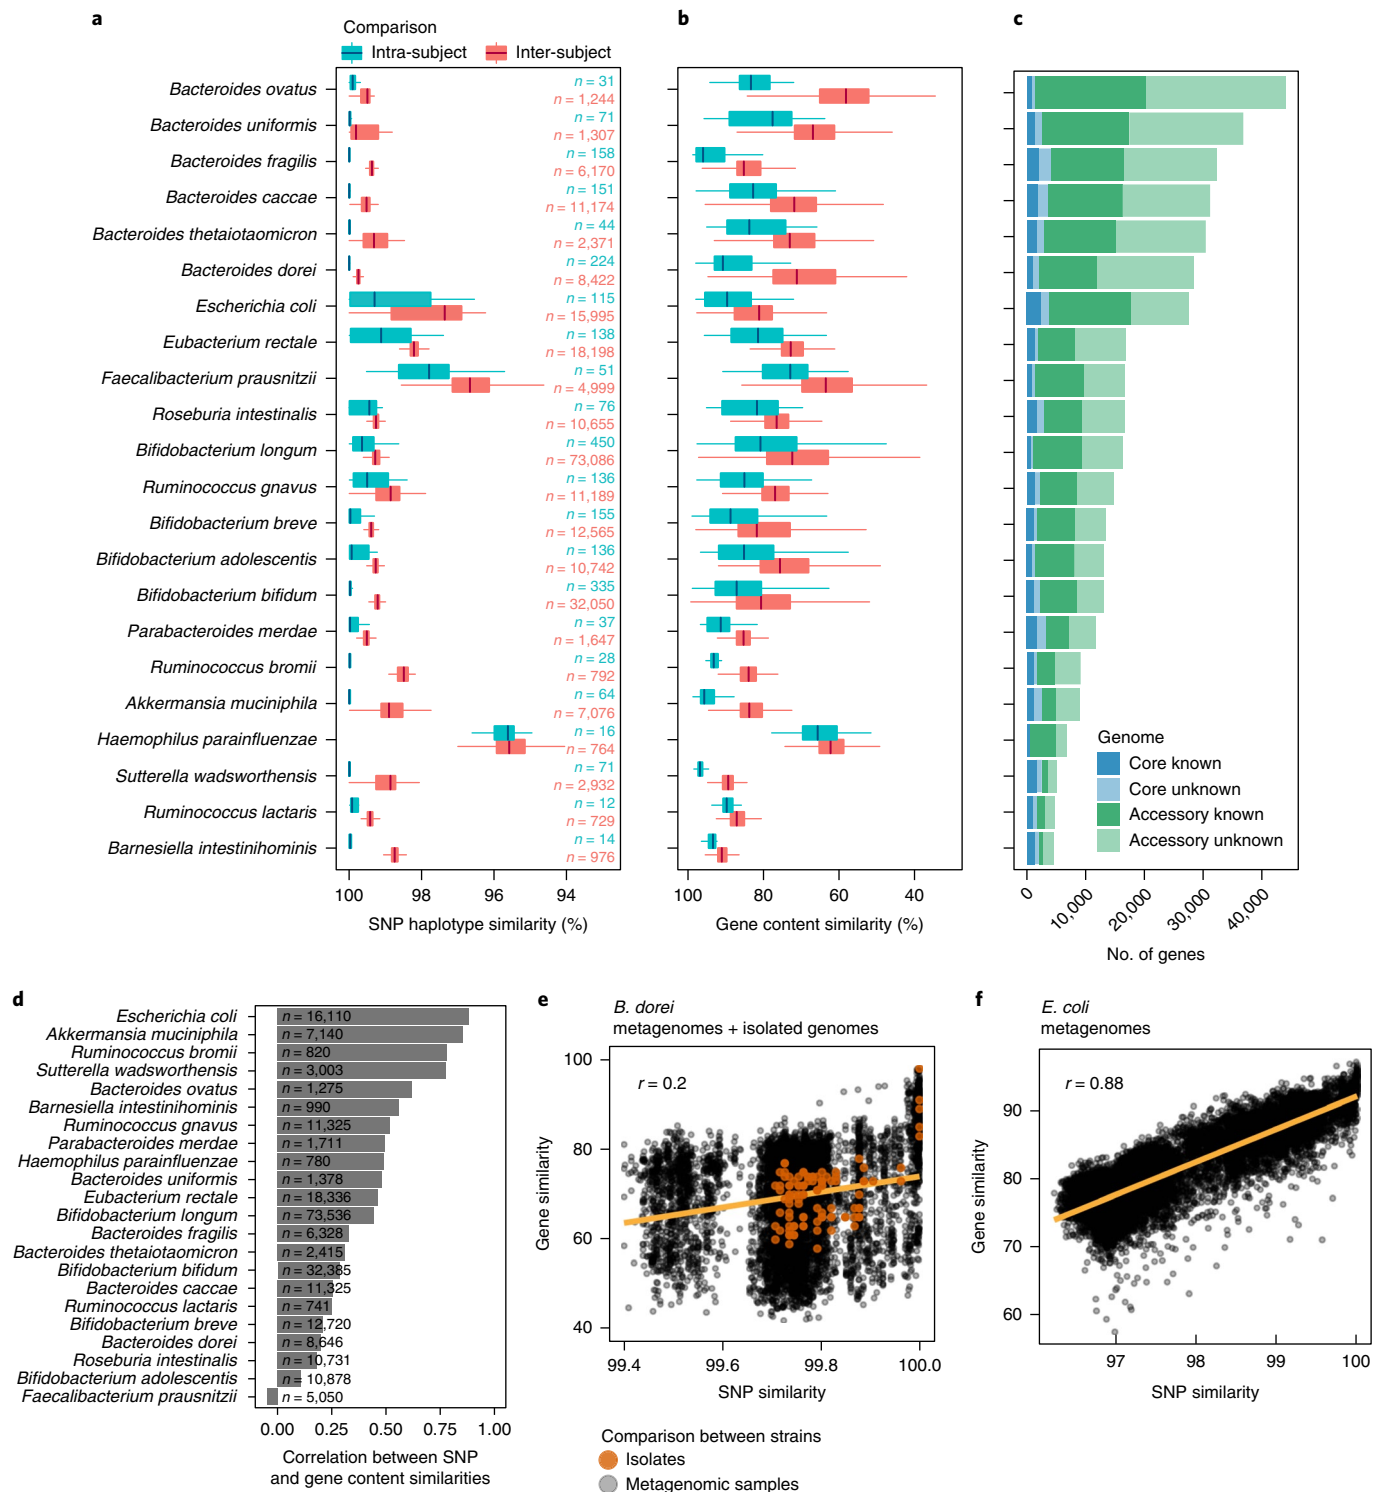 a
Comparison
Intra-subject
Inter-subject
Bacteroides ovatus
n = 31
n = 1,244
Bacteroides uniformis
n = 71
n = 1,307
Bacteroides fragilis
n = 158
n = 6,170
Bacteroides caccae
n = 151
n = 11,174
Bacteroides thetaiotaomicron
n = 44
n = 2,371
Bacteroides dorei
n = 224
n = 8,422
Escherichia coli
n = 115
n = 15,995
Eubacterium rectale
n = 138
n = 18,198
Faecalibacterium prausnitzii
n = 51
n = 4,999
Roseburia intestinalis
n = 76
n = 10,655
Bifidobacterium longum
n = 450
n = 73,086
Ruminococcus gnavus
n = 136
n = 11,189
Bifidobacterium breve
n = 155
n = 12,565
Bifidobacterium adolescentis
n = 136
n = 10,742
Bifidobacterium bifidum
n = 335
n = 32,050
Parabacteroides merdae
n = 37
n = 1,647
Ruminococcus bromii
n = 28
n = 792
Akkermansia muciniphila
n = 64
n = 7,076
Haemophilus parainfluenzae
n = 16
n = 764
Sutterella wadsworthensis
n = 71
n = 2,932
Ruminococcus lactaris
n = 12
n = 729
Barnesiella intestinihominis
n = 14
n = 976
100 98 96 94
SNP haplotype similarity (%)
b
100 80 60 40
Gene content similarity (%)
c
Genome
Core known
Core unknown
Accessory known
Accessory unknown
0 10,000 20,000 30,000 40,000
No. of genes
d
Escherichia coli n = 16,110
Akkermansia muciniphila n = 7,140
Ruminococcus bromii n = 820
Sutterella wadsworthensis n = 3,003
Bacteroides ovatus n = 1,275
Barnesiella intestinihominis n = 990
Ruminococcus gnavus n = 11,325
Parabacteroides merdae n = 1,711
Haemophilus parainfluenzae n = 780
Bacteroides uniformis n = 1,378
Eubacterium rectale n = 18,336
Bifidobacterium longum n = 73,536
Bacteroides fragilis n = 6,328
Bacteroides thetaiotaomicron n = 2,415
Bifidobacterium bifidum n = 32,385
Bacteroides caccae n = 11,325
Ruminococcus lactaris n = 741
Bifidobacterium breve n = 12,720
Bacteroides dorei n = 8,646
Roseburia intestinalis n = 10,731
Bifidobacterium adolescentis n = 10,878
Faecalibacterium prausnitzii n = 5,050
0.00 0.25 0.50 0.75 1.00
Correlation between SNP
and gene content similarities
e
B. dorei
metagenomes + isolated genomes
r = 0.2
Gene similarity
100
80
60
40
99.4 99.6 99.8 100.0
SNP similarity
Comparison between strains
Isolates
Metagenomic samples
f
E. coli
metagenomes
r = 0.88
Gene similarity
90
80
70
60
97 98 99 100
SNP similarity